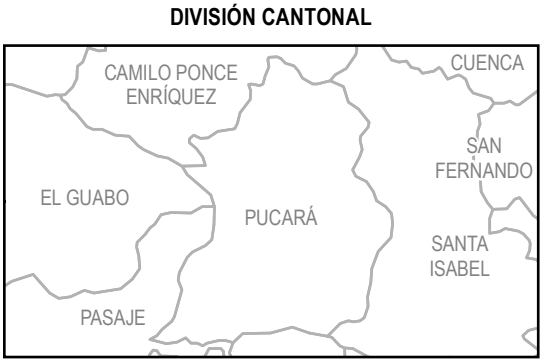 DIVISIÓN CANTONAL
CAMILO PONCE
ENRÍQUEZ
CUENCA
SAN
FERNANDO
EL GUABO
PUCARÁ
SANTA
ISABEL
PASAJE